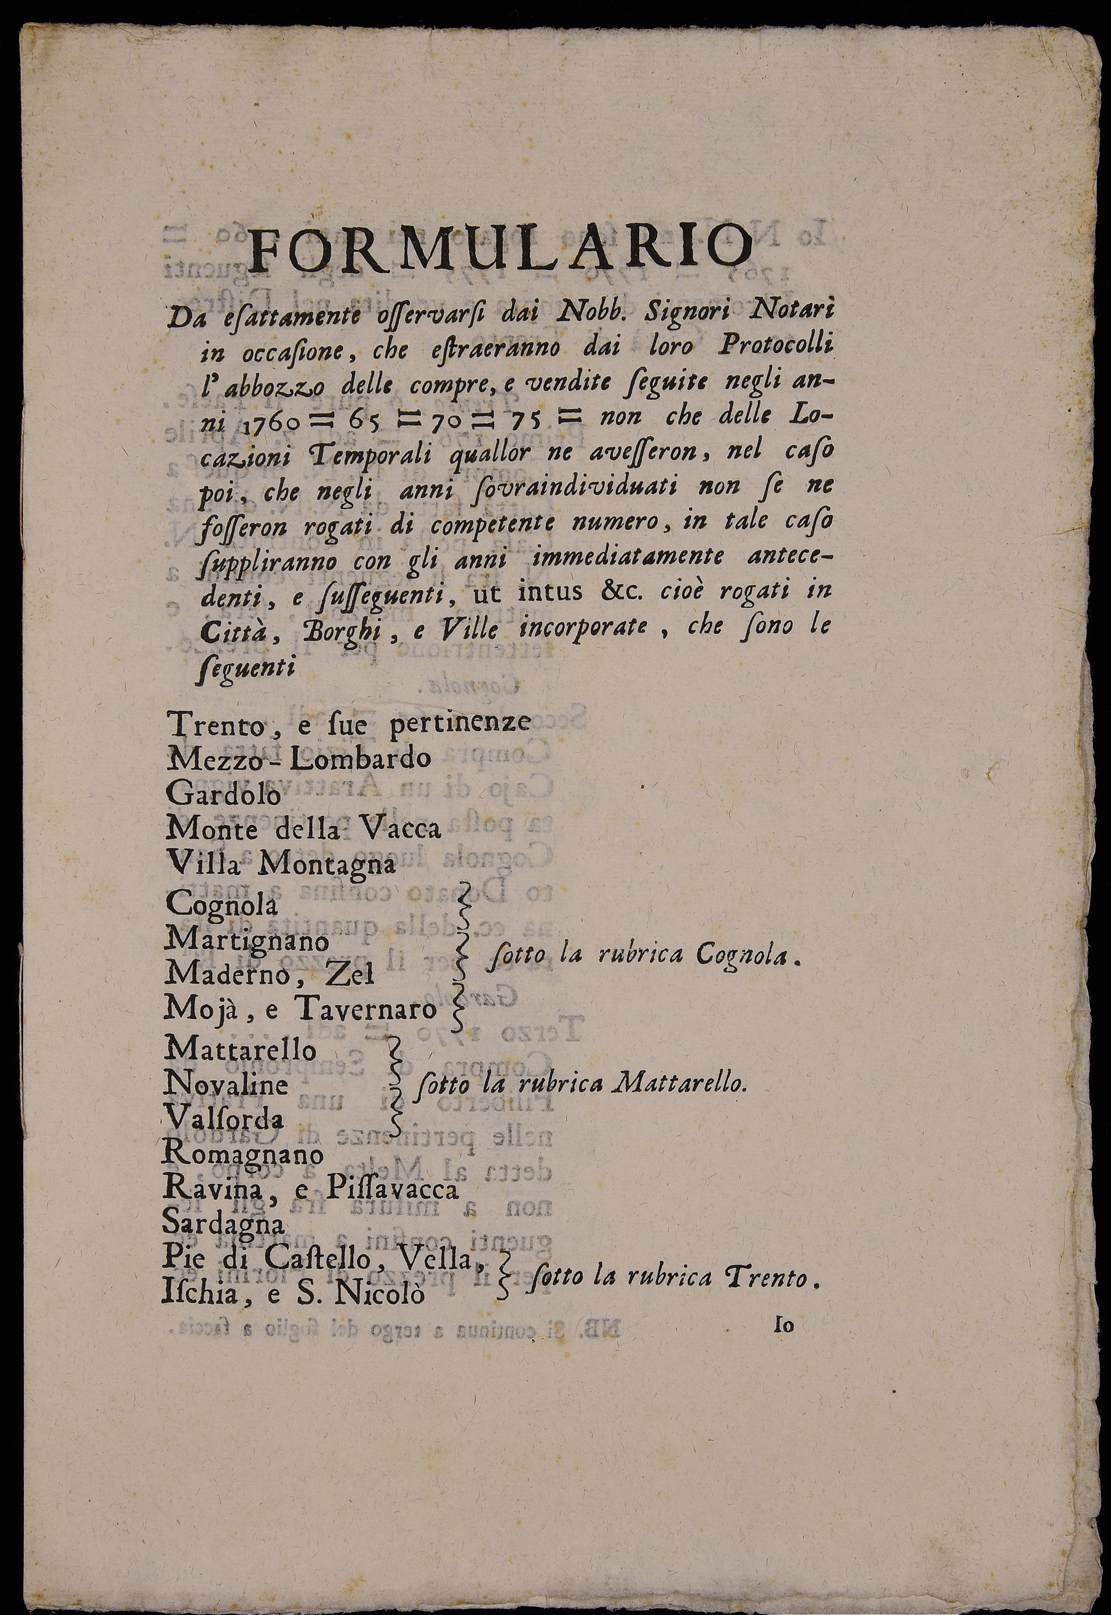 FORMULARIO
Da eſattamente oſſervarſi dai Nobb. Signori Notarì
in occaſione, che eſtraeranno dai loro Protocolli
l'abbozzo delle compre, e vendite ſeguite negli an-
ni 1760 = 65 = 70 = 75 = non che delle Lo-
cazioni Temporali quallor ne aveſſeron, nel caſo
poi, che negli anni ſovraindividuati non ſe ne
foſſeron rogati di competente numero, in tale caſo
ſuppliranno con gli anni immediatamente antece-
denti, e ſuſſeguenti, ut intus &c. cioè rogati in
Città, Borghi, e Ville incorporate, che ſono le
ſeguenti
Trento, e ſue pertinenze
Mezzo-Lombardo
Gardolo
Monte della Vacca
Villa Montagna
Cognola
Martignano
Maderno, Zel
Mojà, e Tavernaro
ſotto la rubrica Cognola.
Mattarello
Novaline
Valſorda
ſotto la rubrica Mattarello.
Romagnano
Ravina, e Piſſavacca
Sardagna
Pie di Caſtello, Vella,
Iſchia, e S. Nicolò
ſotto la rubrica Trento.
Io